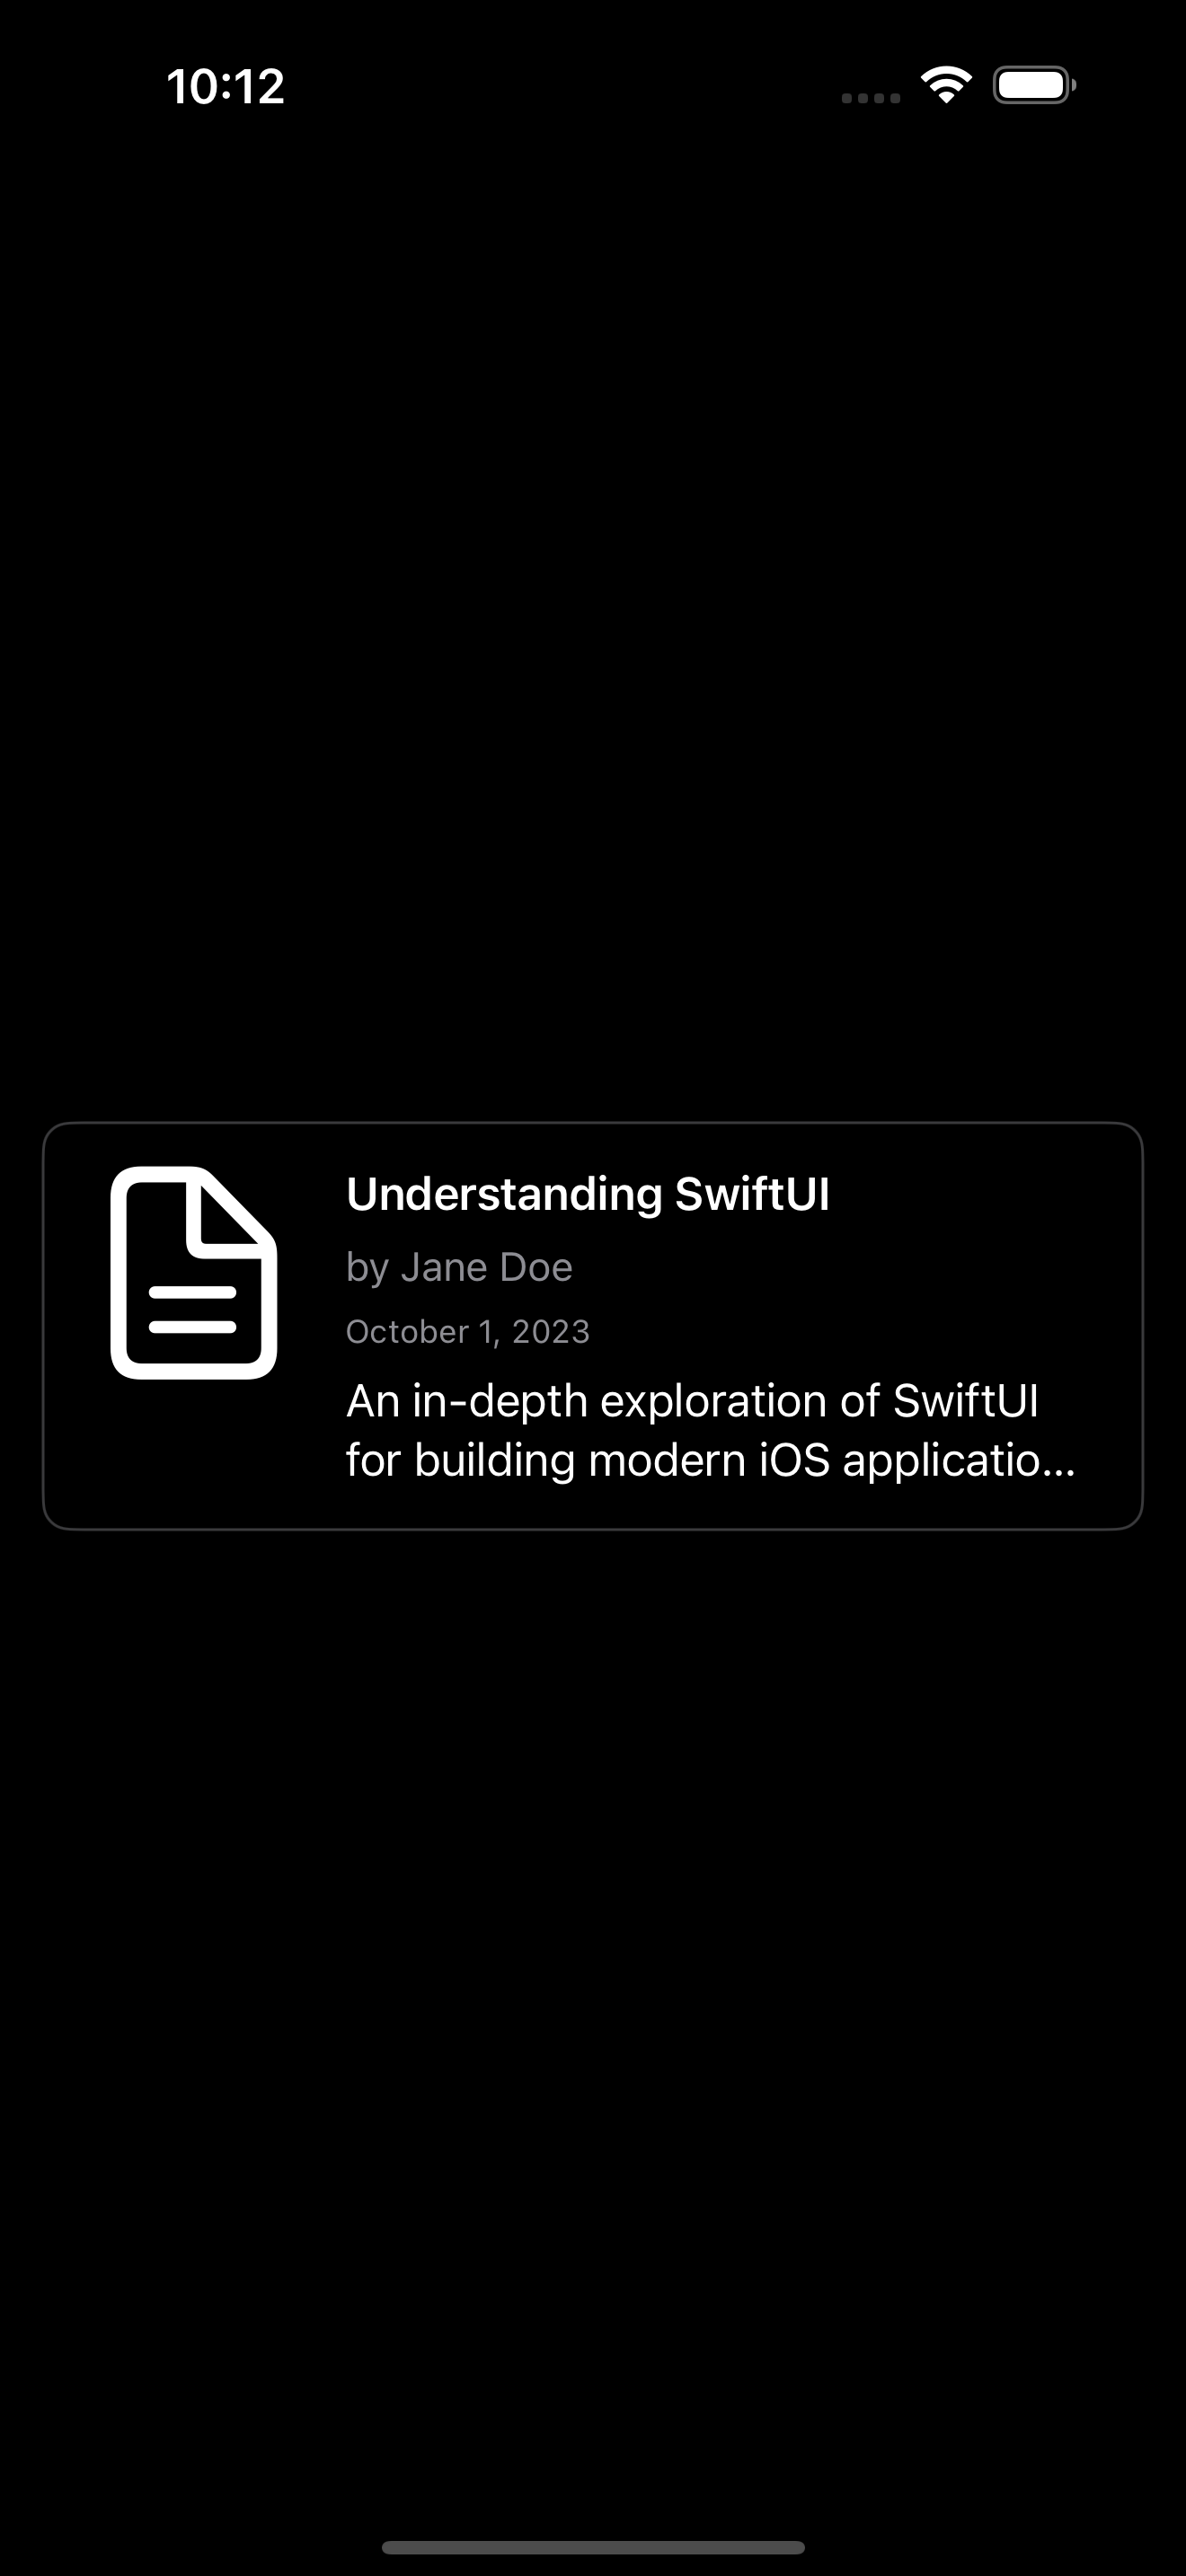 10:12
Understanding SwiftUI
by Jane Doe
October 1, 2023
An in-depth exploration of SwiftUI
for building modern iOS applicatio...